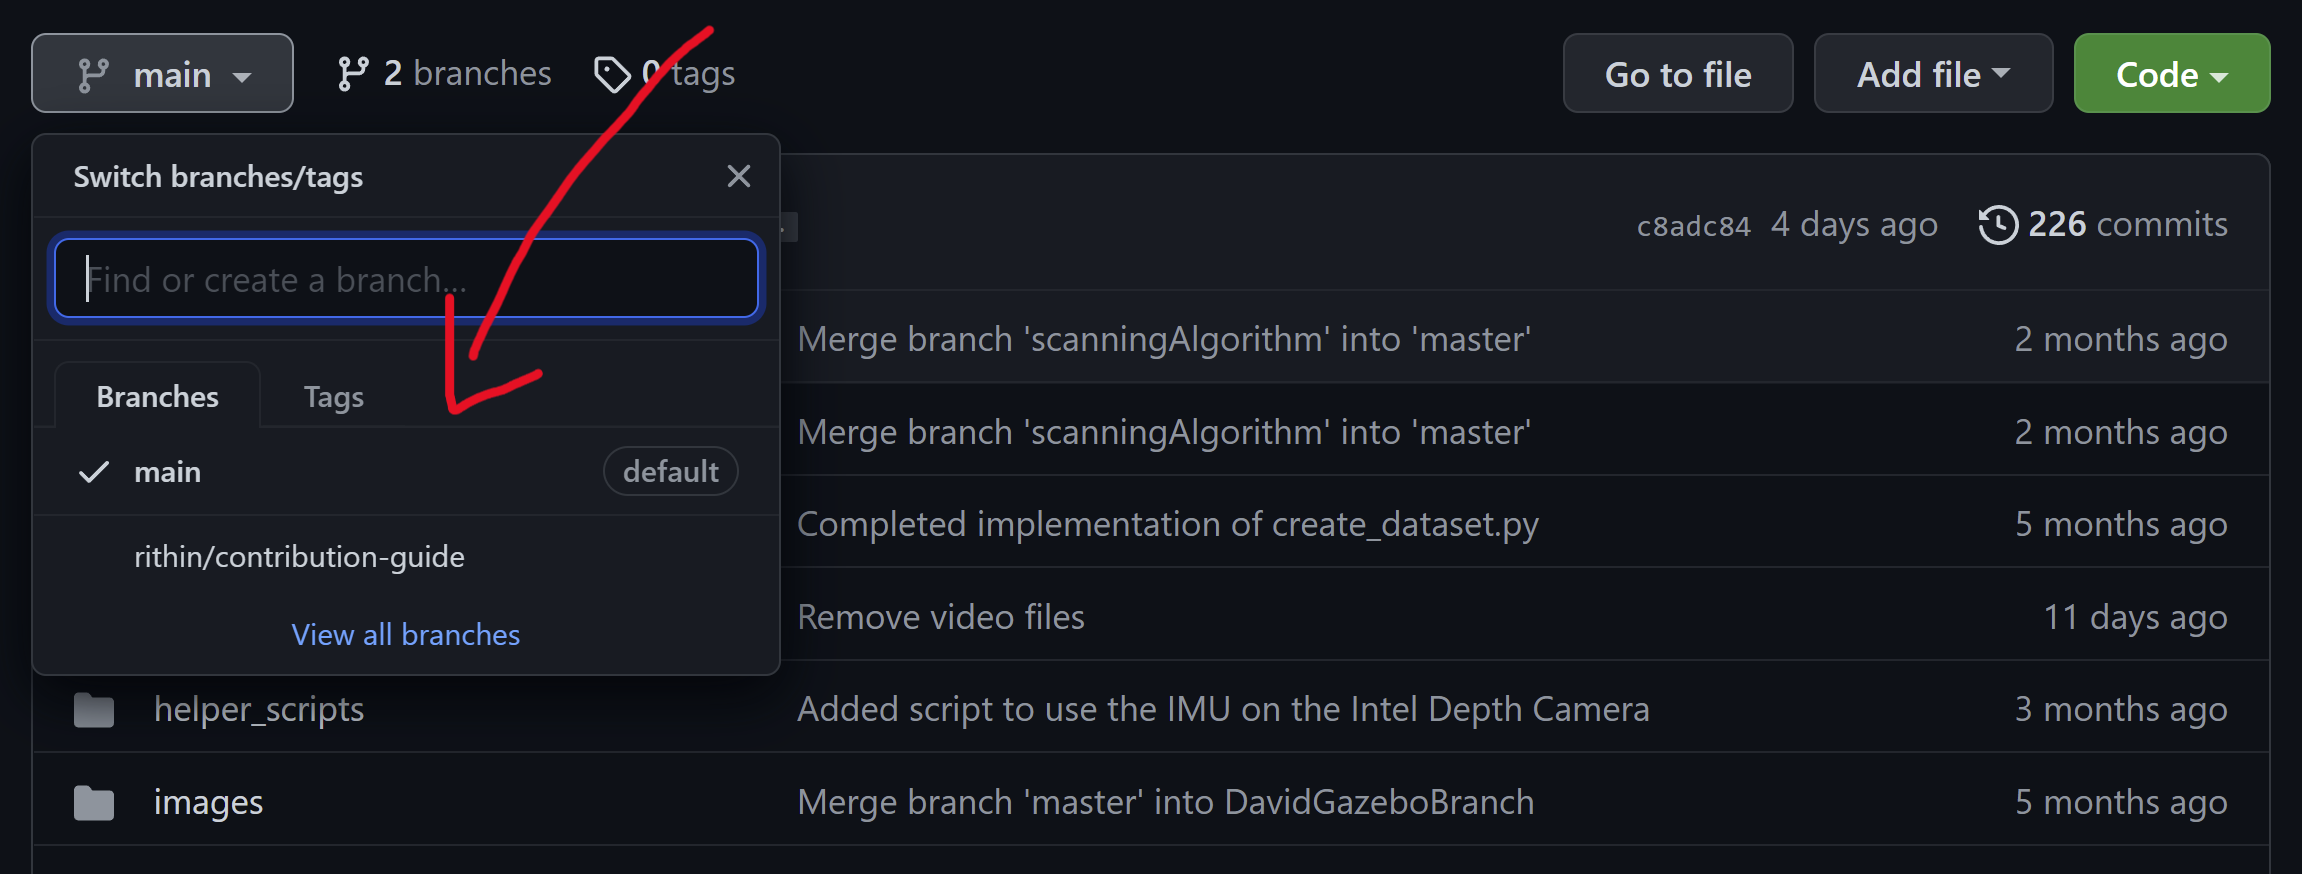 main
2 branches
0 tags
Go to file
Add file
Code
Switch branches/tags
Find or create a branch...
c8adc84 4 days ago
226 commits
Merge branch 'scanningAlgorithm' into 'master' 2 months ago
Branches
Tags
Merge branch 'scanningAlgorithm' into 'master' 2 months ago
main default
Completed implementation of create_dataset.py 5 months ago
rithin/contribution-guide
View all branches
Remove video files 11 days ago
helper_scripts Added script to use the IMU on the Intel Depth Camera 3 months ago
images Merge branch 'master' into DavidGazeboBranch 5 months ago